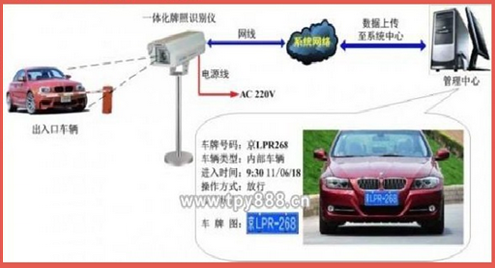 一体化牌照识别仪
网线
系统网络
数据上传
至系统中心
电源线
AC 220V
管理中心
出入口车辆
车牌号码：京LPR268
车辆类型：内部车辆
进入时间：9:30 11/06/18
操作方式：放行
www.tpy888.cn
车 牌 图：
京LPR-268
京LPR-268